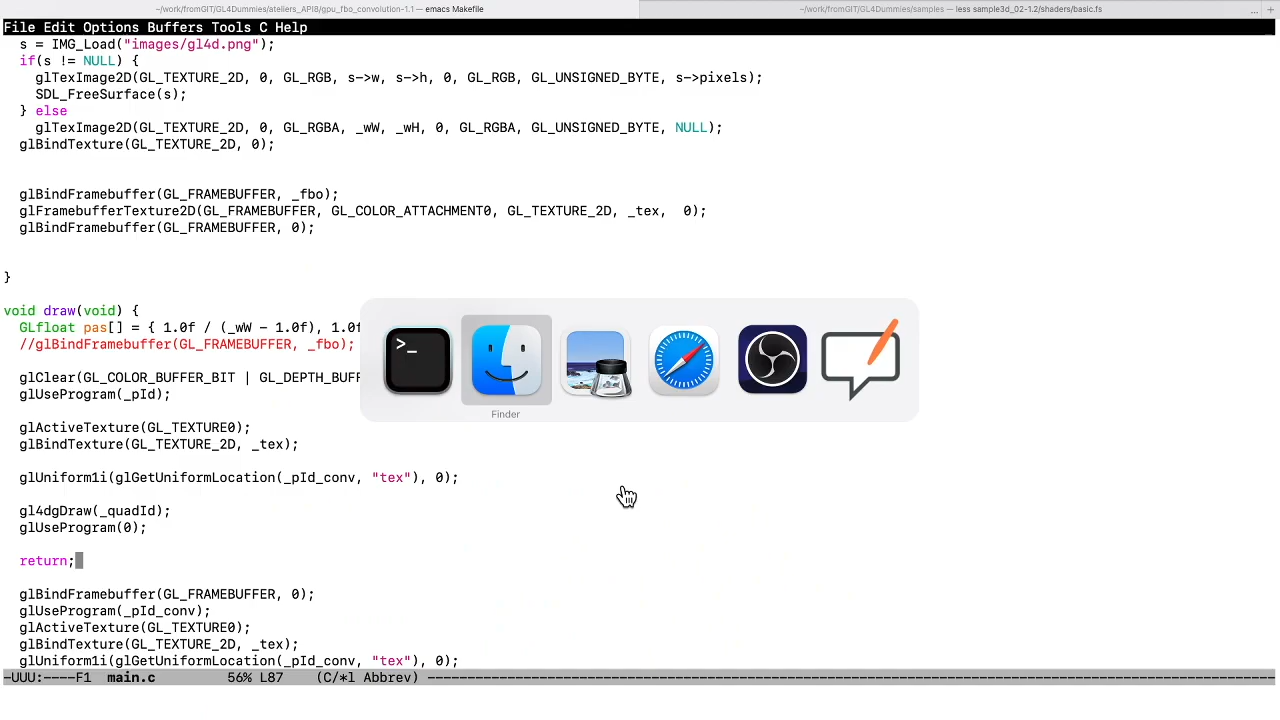 ~/work/fromGIT/GL4Dummies/ateliers_API8/gpu_fbo_convolution-1.1 — emacs Makefile
~/work/fromGIT/GL4Dummies/samples — less sample3d_02-1.2/shaders/basic.fs
... +
File Edit Options Buffers Tools C Help
s = IMG_Load("images/gl4d.png");
if(s != NULL) {
glTexImage2D(GL_TEXTURE_2D, 0, GL_RGB, s->w, s->h, 0, GL_RGB, GL_UNSIGNED_BYTE, s->pixels);
SDL_FreeSurface(s);
} else
glTexImage2D(GL_TEXTURE_2D, 0, GL_RGBA, _wW, _wH, 0, GL_RGBA, GL_UNSIGNED_BYTE, NULL);
glBindTexture(GL_TEXTURE_2D, 0);
glBindFramebuffer(GL_FRAMEBUFFER, _fbo);
glFramebufferTexture2D(GL_FRAMEBUFFER, GL_COLOR_ATTACHMENT0, GL_TEXTURE_2D, _tex,  0);
glBindFramebuffer(GL_FRAMEBUFFER, 0);
}
void draw(void) {
GLfloat pas[] = { 1.0f / (_wW - 1.0f), 1.0f
//glBindFramebuffer(GL_FRAMEBUFFER, _fbo);
glClear(GL_COLOR_BUFFER_BIT | GL_DEPTH_BUFF
glUseProgram(_pId);
glActiveTexture(GL_TEXTURE0);
glBindTexture(GL_TEXTURE_2D, _tex);
glUniform1i(glGetUniformLocation(_pId_conv, "tex"), 0);
gl4dgDraw(_quadId);
glUseProgram(0);
return;
glBindFramebuffer(GL_FRAMEBUFFER, 0);
glUseProgram(_pId_conv);
glActiveTexture(GL_TEXTURE0);
glBindTexture(GL_TEXTURE_2D, _tex);
glUniform1i(glGetUniformLocation(_pId_conv, "tex"), 0);
>_
Finder
-UUU:----F1  main.c         56% L87    (C/*l Abbrev) ----------